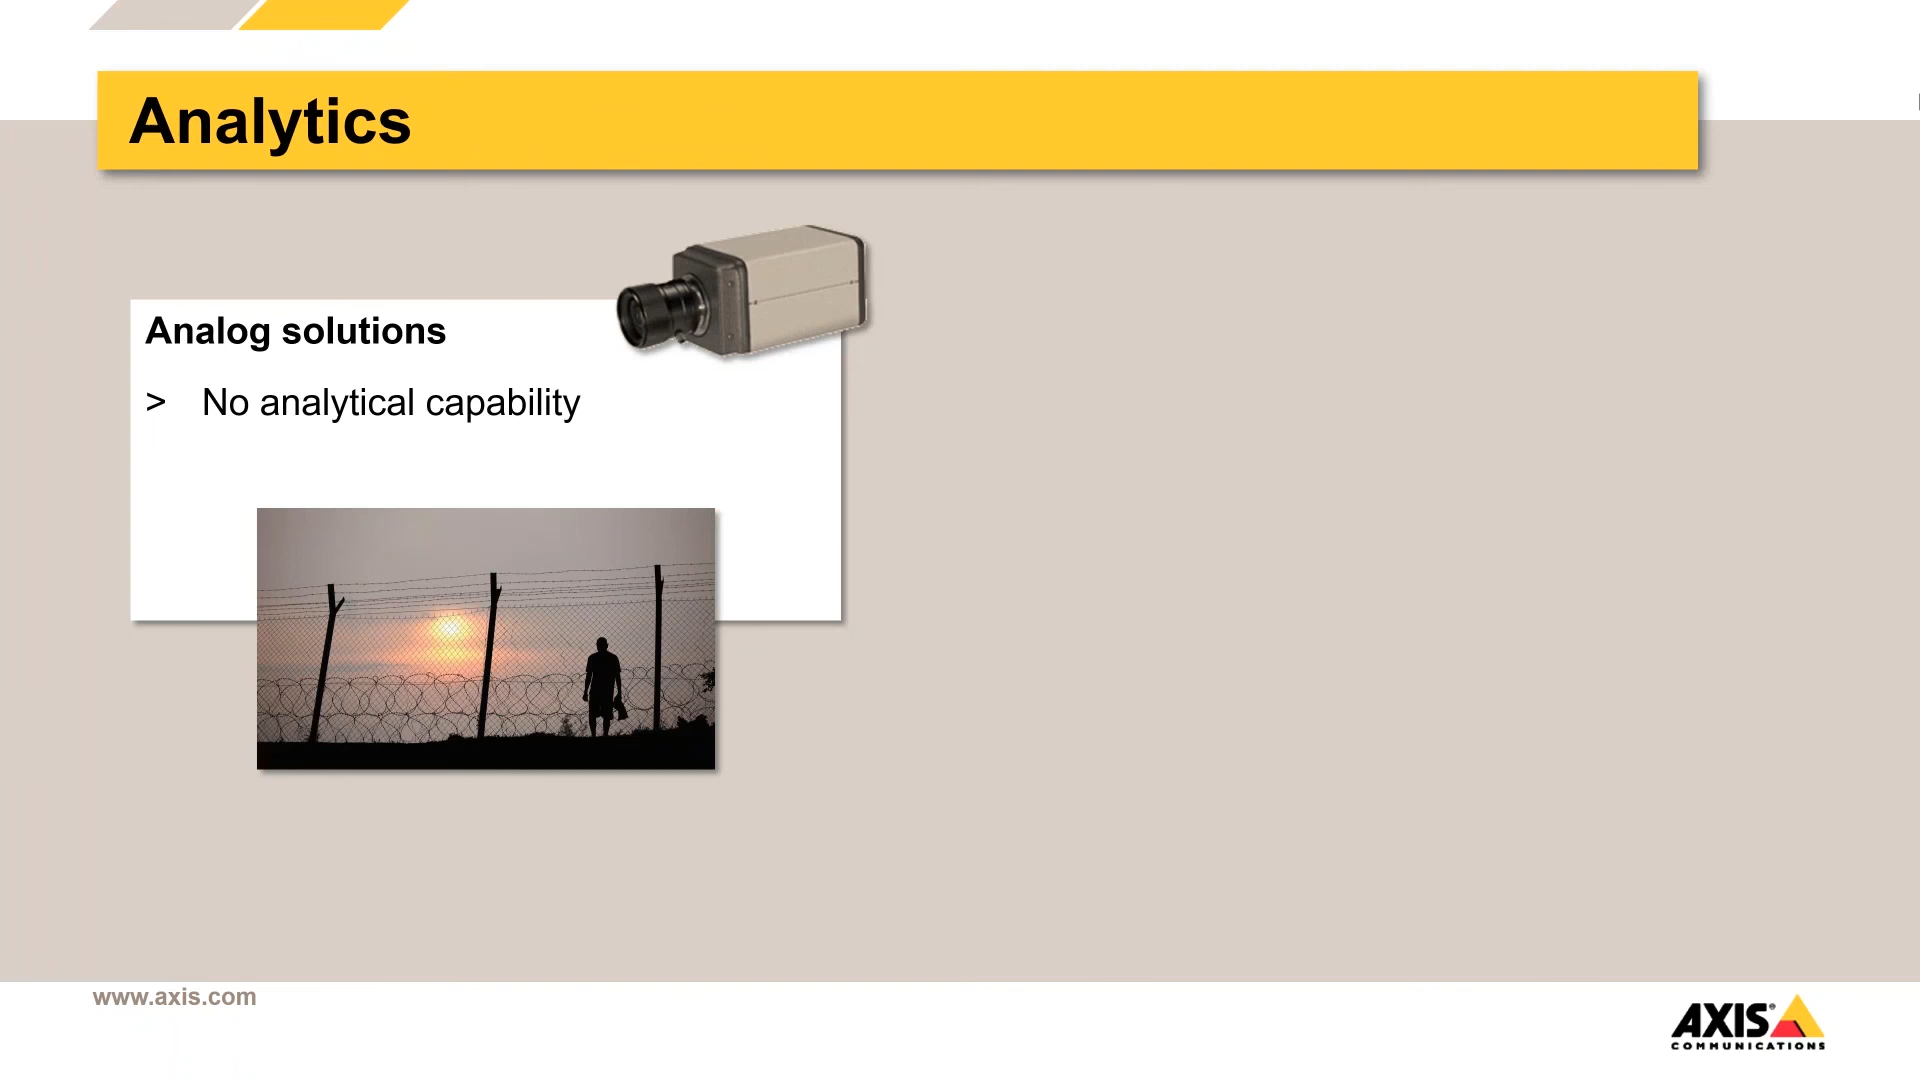 Analytics
Analog solutions
> No analytical capability
www.axis.com
AXIS®
COMMUNICATIONS